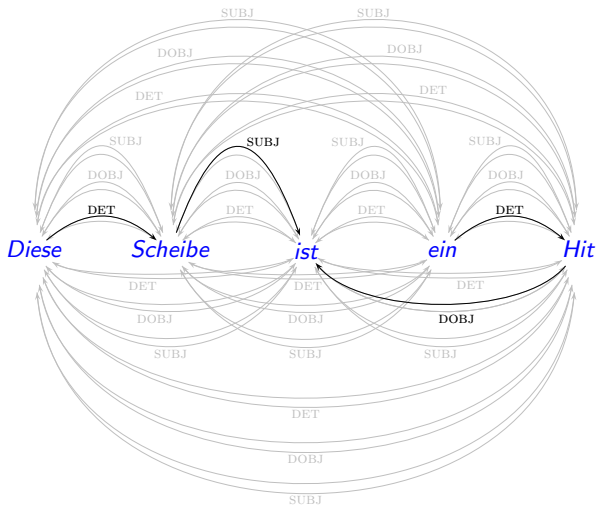 SUBJ SUBJ
DOBJ DOBJ
DET DET
SUBJ SUBJ SUBJ SUBJ
DOBJ DOBJ DOBJ DOBJ
DET DET DET DET
Diese Scheibe ist ein Hit
DET DET DET
DOBJ DOBJ DOBJ
SUBJ SUBJ SUBJ
DET
DOBJ
SUBJ